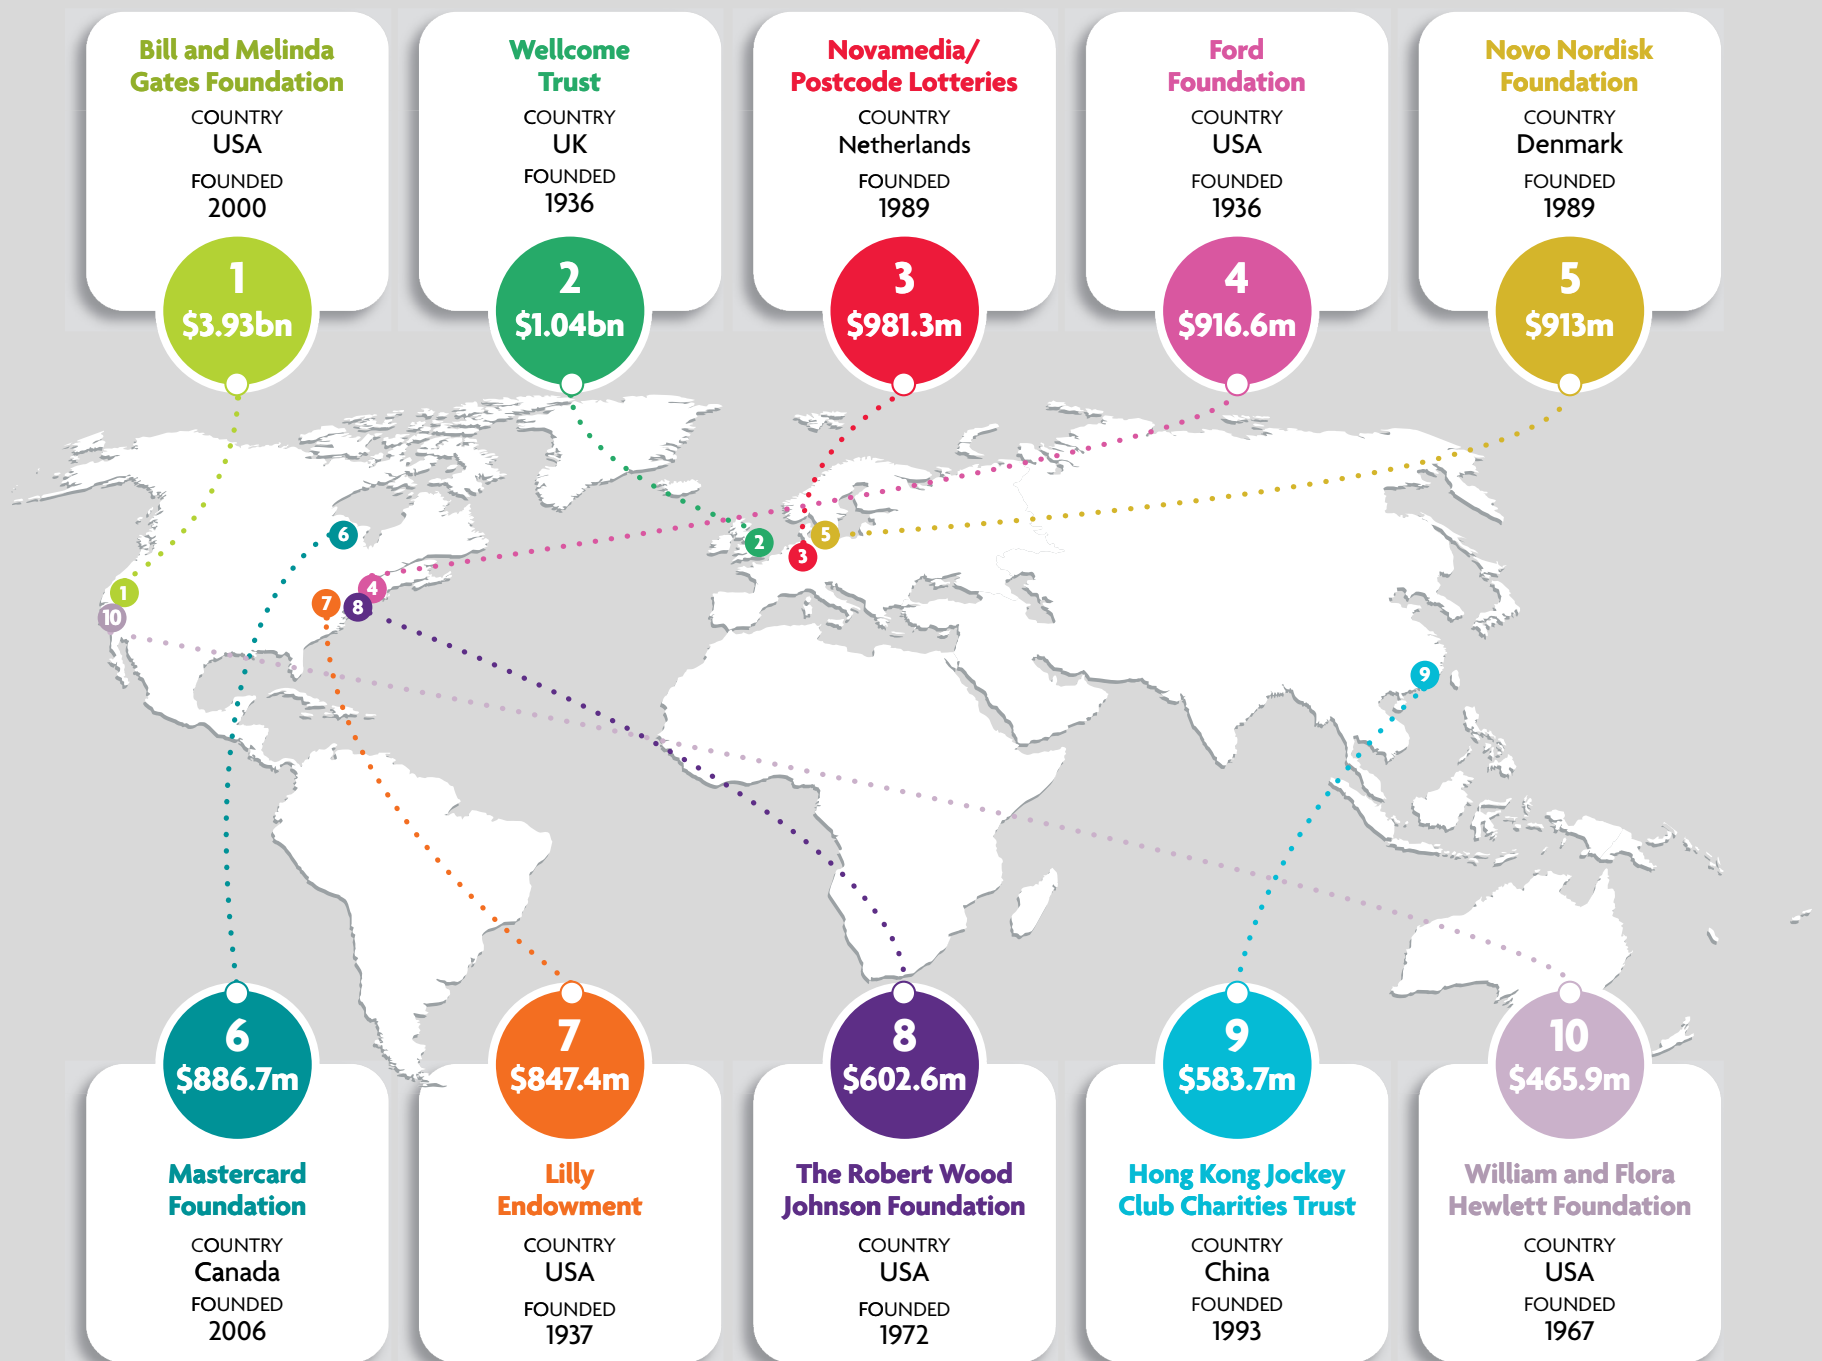 Bill and Melinda
Gates Foundation
COUNTRY
USA
FOUNDED
2000
1
$3.93bn
Wellcome
Trust
COUNTRY
UK
FOUNDED
1936
2
$1.04bn
Novamedia/
Postcode Lotteries
COUNTRY
Netherlands
FOUNDED
1989
3
$981.3m
Ford
Foundation
COUNTRY
USA
FOUNDED
1936
4
$916.6m
Novo Nordisk
Foundation
COUNTRY
Denmark
FOUNDED
1989
5
$913m
6
2
5
3
1
4
7
8
10
9
6
$886.7m
Mastercard
Foundation
COUNTRY
Canada
FOUNDED
2006
7
$847.4m
Lilly
Endowment
COUNTRY
USA
FOUNDED
1937
8
$602.6m
The Robert Wood
Johnson Foundation
COUNTRY
USA
FOUNDED
1972
9
$583.7m
Hong Kong Jockey
Club Charities Trust
COUNTRY
China
FOUNDED
1993
10
$465.9m
William and Flora
Hewlett Foundation
COUNTRY
USA
FOUNDED
1967